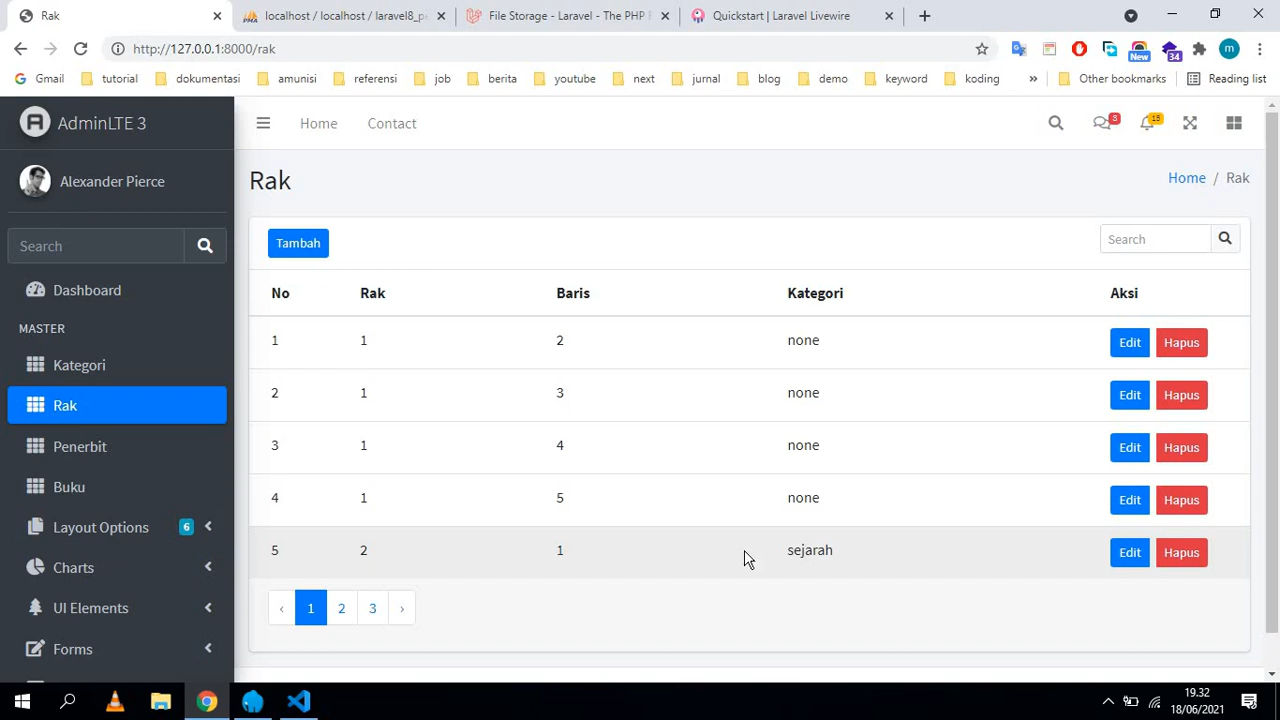 Rak
localhost / localhost / laravel8_pe
File Storage - Laravel - The PHP F
Quickstart | Laravel Livewire
http://127.0.0.1:8000/rak
New
34
m
Gmail
tutorial
dokumentasi
amunisi
referensi
job
berita
youtube
next
jurnal
blog
demo
keyword
koding
»
Other bookmarks
Reading list
AdminLTE 3
Home
Contact
3
15
Alexander Pierce
Rak
Home / Rak
Search
Tambah
Search
Dashboard
MASTER
Kategori
Rak
Penerbit
Buku
Layout Options 6
Charts
UI Elements
Forms
No Rak Baris Kategori Aksi
1 1 2 none Edit Hapus
2 1 3 none Edit Hapus
3 1 4 none Edit Hapus
4 1 5 none Edit Hapus
5 2 1 sejarah Edit Hapus
‹ 1 2 3 ›
19.32
18/06/2021